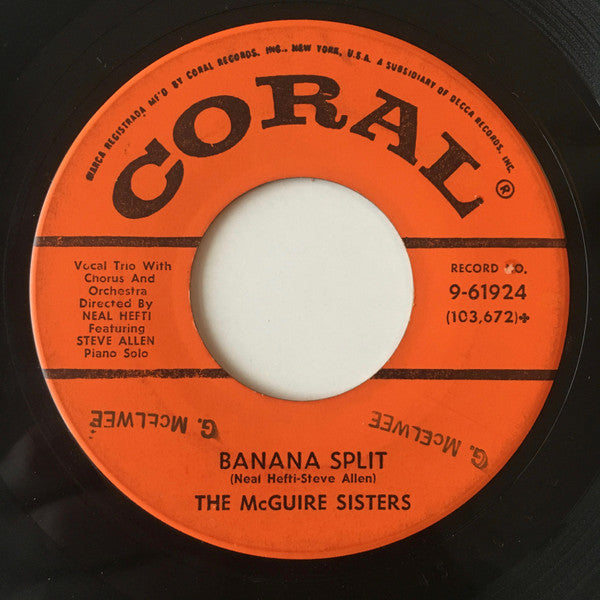 MARCA REGISTRADA MF'D BY CORAL RECORDS, INC., NEW YORK, U.S.A. A SUBSIDIARY OF DECCA RECORDS, INC.
CORAL®
Vocal Trio With
Chorus And
Orchestra
Directed By
NEAL HEFTI
Featuring
STEVE ALLEN
Piano Solo
RECORD NO.
9-61924
(103,672)+
G. McELWEE
G. McELWEE
BANANA SPLIT
(Neal Hefti-Steve Allen)
THE McGUIRE SISTERS